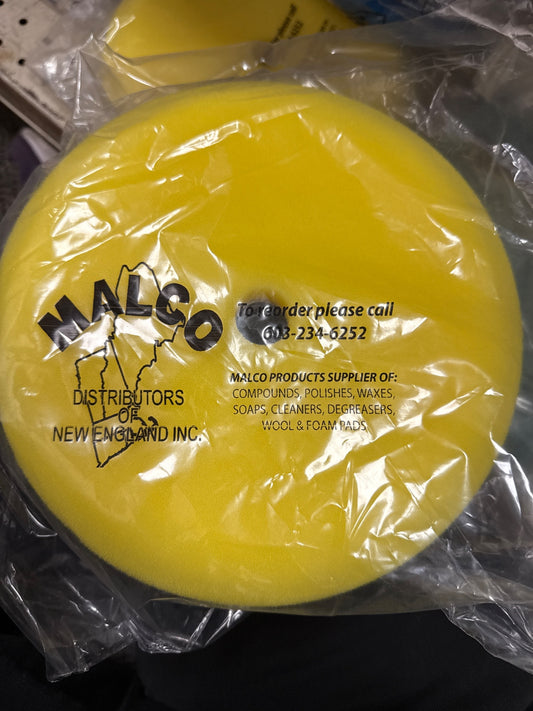 MALCO
DISTRIBUTORS
OF
NEW ENGLAND INC.
To reorder please call
603-234-6252
MALCO PRODUCTS SUPPLIER OF:
COMPOUNDS, POLISHES, WAXES,
SOAPS, CLEANERS, DEGREASERS,
WOOL & FOAM PADS